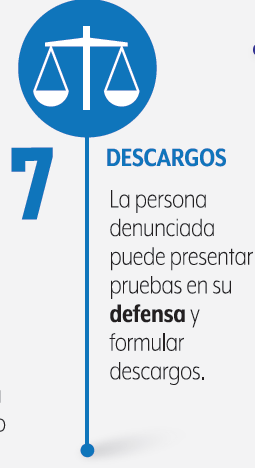 7
DESCARGOS
La persona
denunciada
puede presentar
pruebas en su
defensa y
formular
descargos.